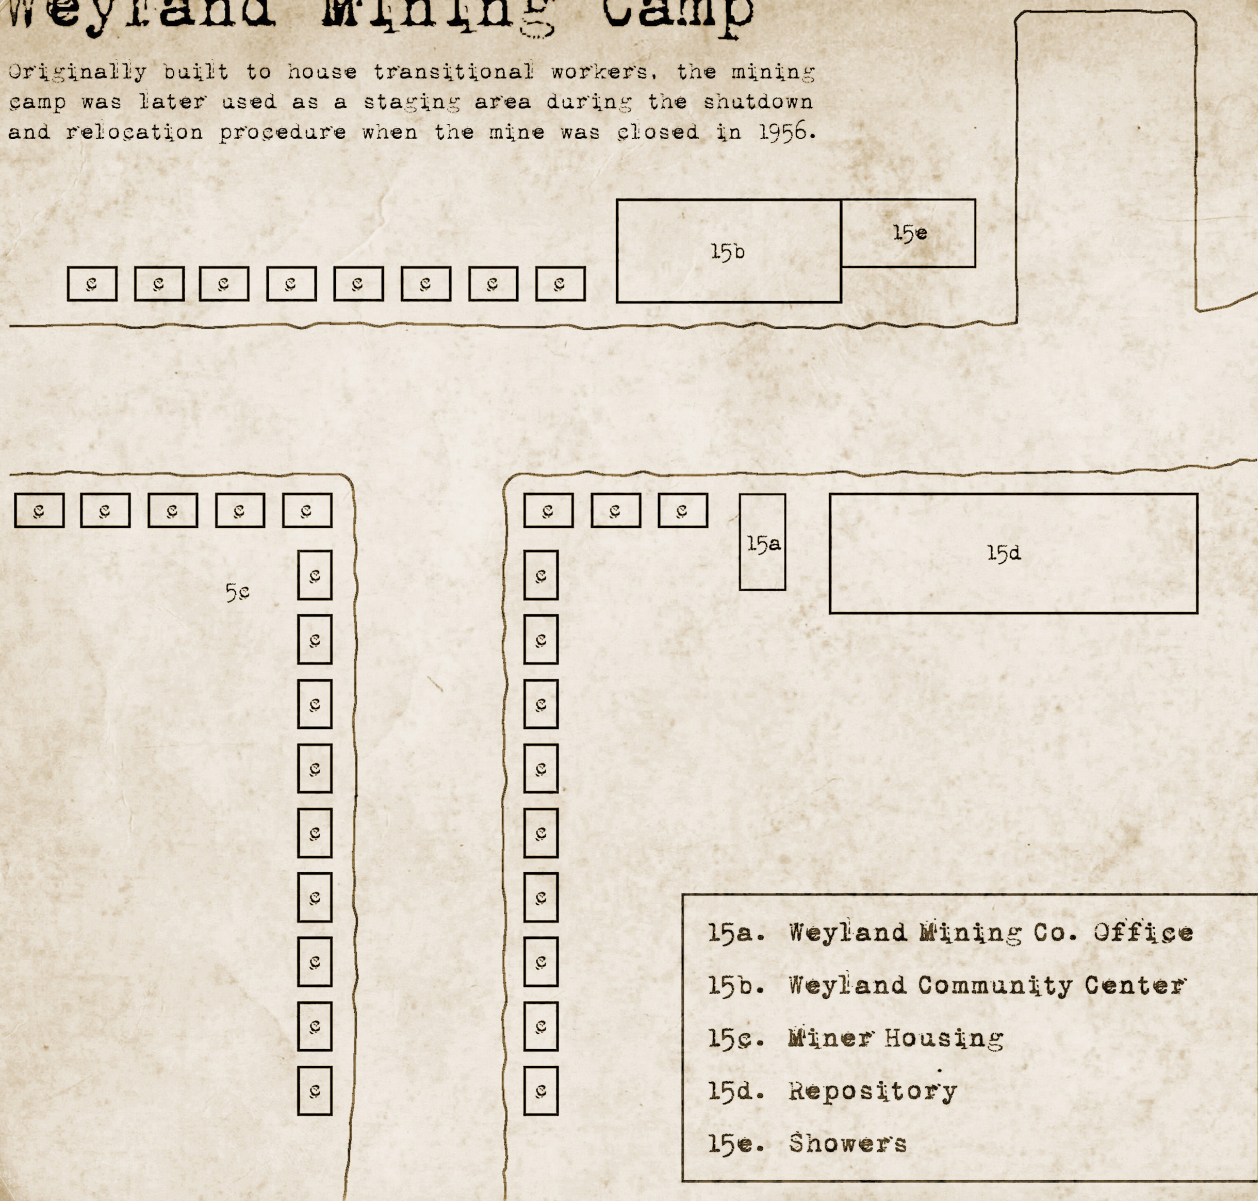 Weyland Mining Camp
Originally built to house transitional workers, the mining
camp was later used as a staging area during the shutdown
and relocation procedure when the mine was closed in 1956.
15b 15e
c c c c c c c c
c c c c c c c c 15a 15d
5c c c
c c
c c
c c
c c
c c
c c
c c
c c
15a. Weyland Mining Co. Office
15b. Weyland Community Center
15c. Miner Housing
15d. Repository
15e. Showers